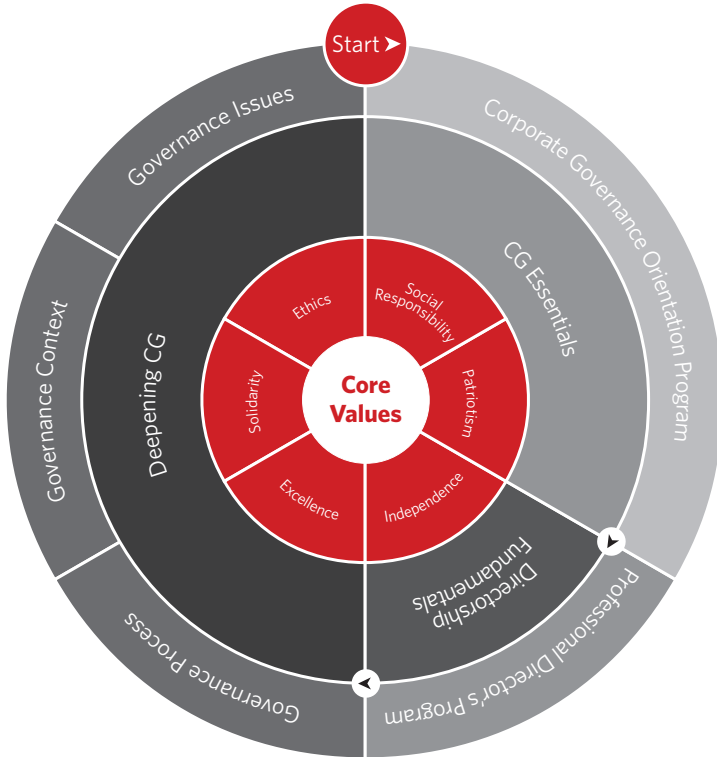 Start
Corporate Governance Orientation Program
Professional Director's Program
Governance Process
Governance Context
Governance Issues
CG Essentials
Directorship
Fundamentals
Deepening CG
Social
Responsibility
Patriotism
Independence
Excellence
Solidarity
Ethics
Core
Values